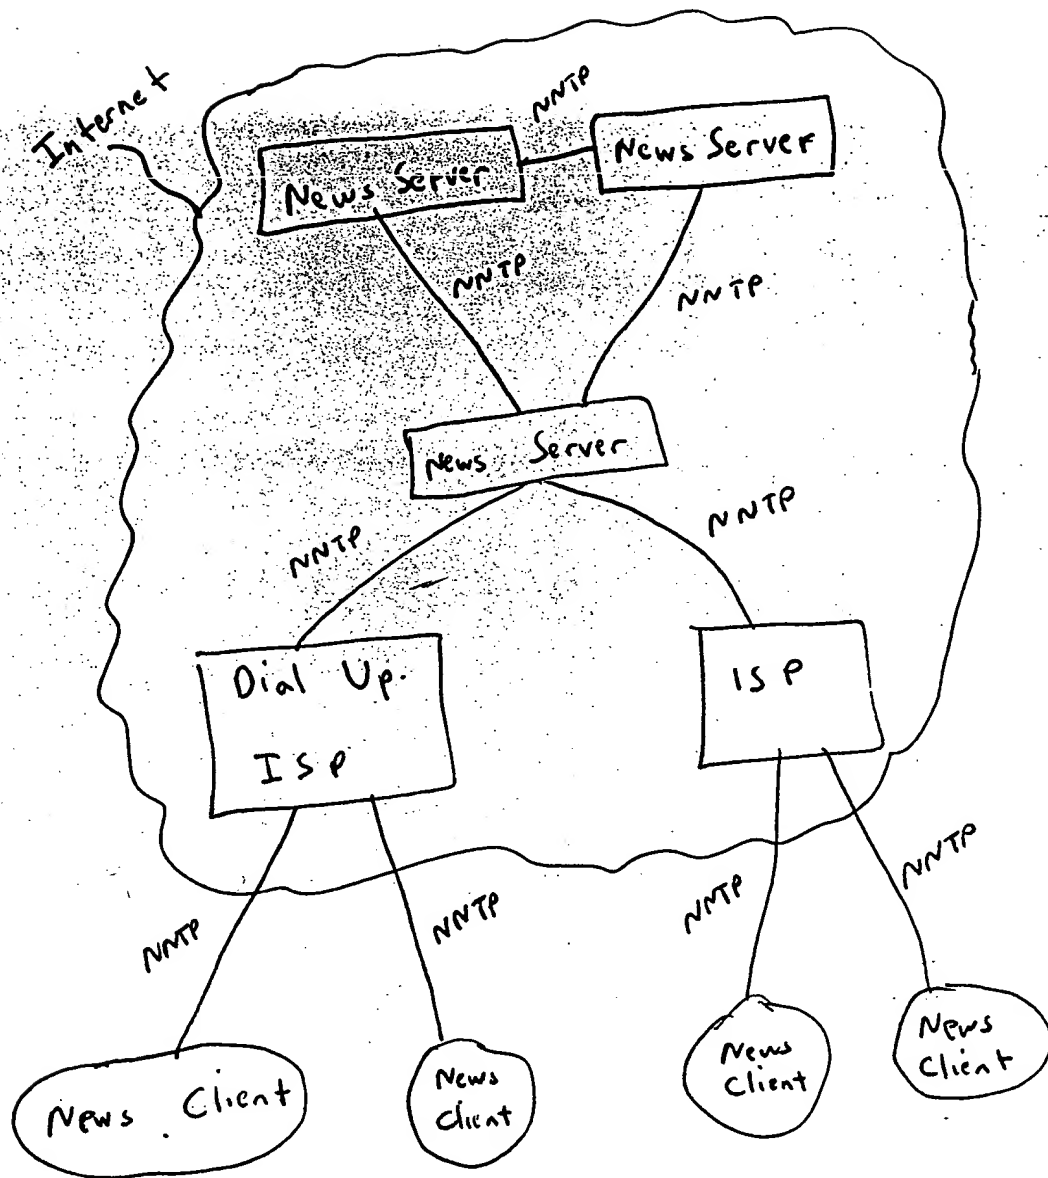 Internet
NNTP
News Server
News Server
NNTP
NNTP
News Server
NNTP
NNTP
Dial Up.
ISP
ISP
NNTP
NNTP
NNTP
NNTP
News Client
News
Client
News
Client
News
Client